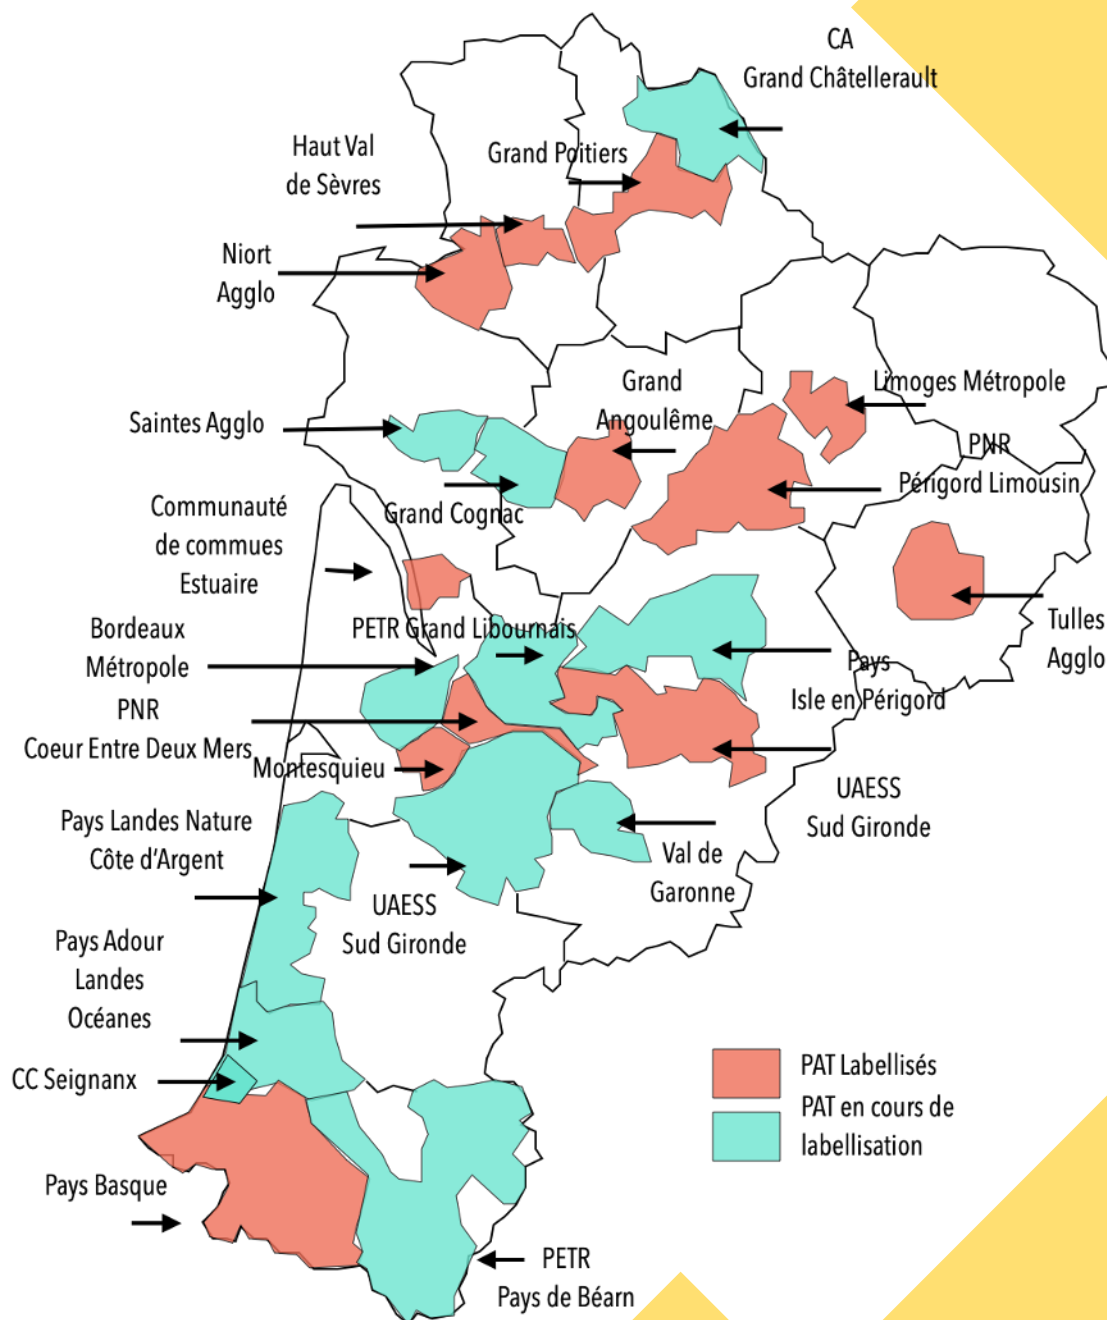 CA
Grand Châtellerault
Haut Val
de Sèvres
Grand Poitiers
Niort
Agglo
Grand
Angoulême
Limoges Métropole
Saintes Agglo
PNR
Périgord Limousin
Grand Cognac
Communauté
de commues
Estuaire
Tulles
Agglo
Bordeaux
Métropole
PETR Grand Libournais
Pays
Isle en Périgord
PNR
Coeur Entre Deux Mers
Montesquieu
UAESS
Sud Gironde
Pays Landes Nature
Côte d'Argent
Val de
Garonne
UAESS
Sud Gironde
Pays Adour
Landes
Océanes
CC Seignanx
PAT Labellisés
PAT en cours de
labellisation
Pays Basque
PETR
Pays de Béarn